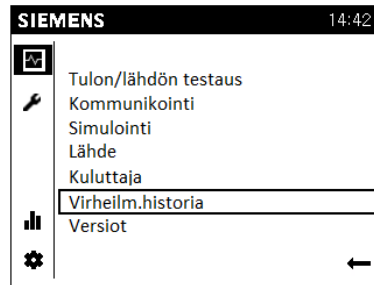 SIEMENS 14:42
Tulon/lähdön testaus
Kommunikointi
Simulointi
Lähde
Kuluttaja
Virheilm.historia
Versiot